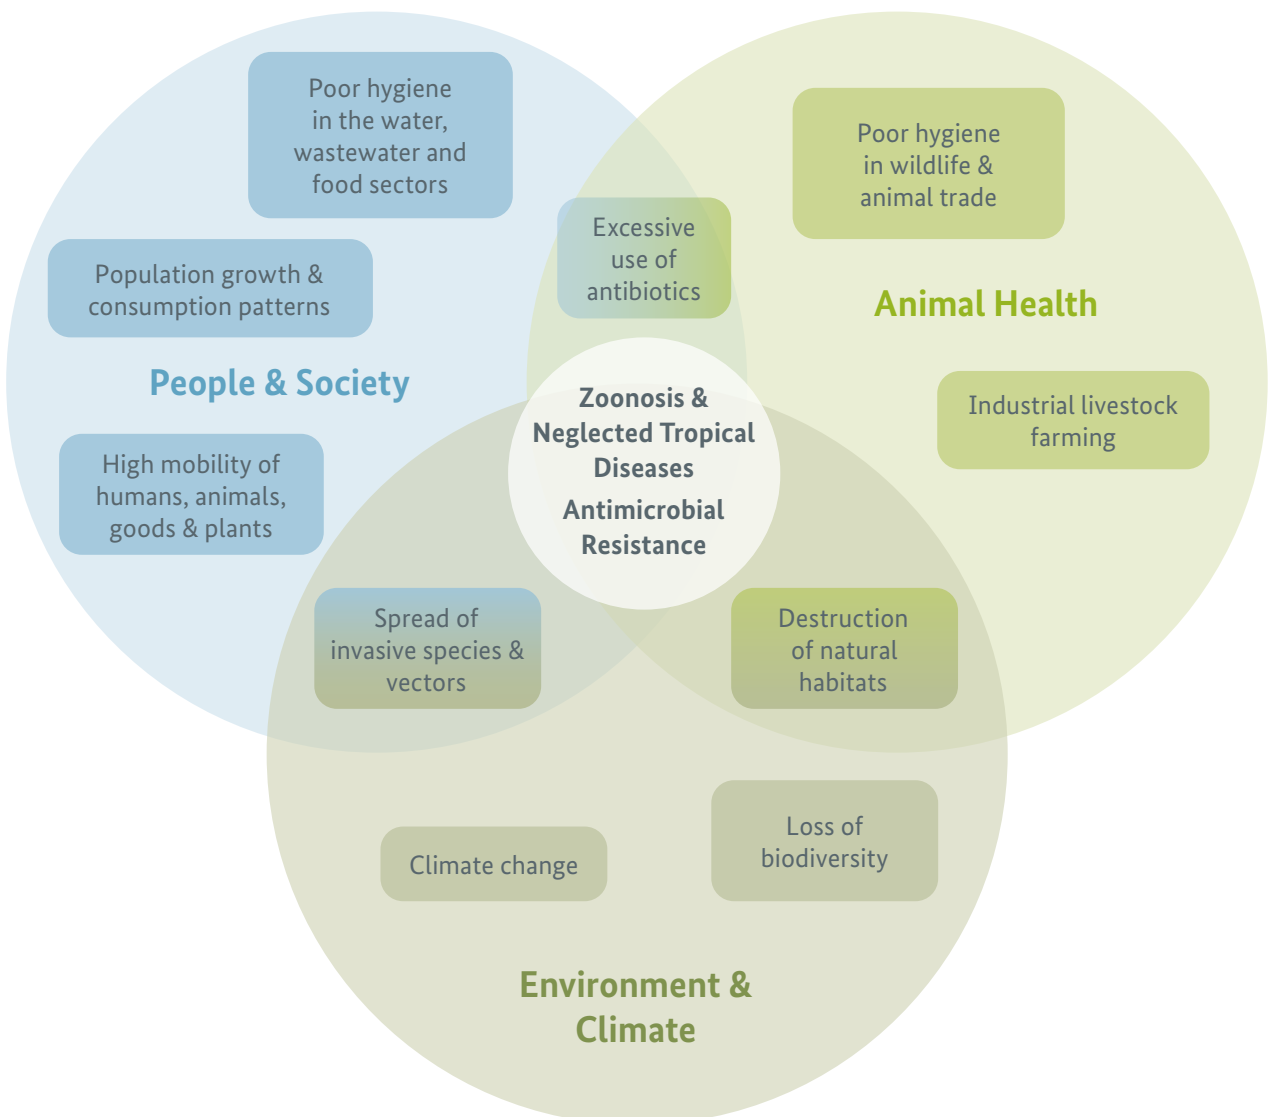 Poor hygiene
in the water,
wastewater and
food sectors
Population growth &
consumption patterns
People & Society
High mobility of
humans, animals,
goods & plants
Excessive
use of
antibiotics
Poor hygiene
in wildlife &
animal trade
Animal Health
Industrial livestock
farming
Zoonosis &
Neglected Tropical
Diseases
Antimicrobial
Resistance
Spread of
invasive species &
vectors
Destruction
of natural
habitats
Climate change
Loss of
biodiversity
Environment &
Climate